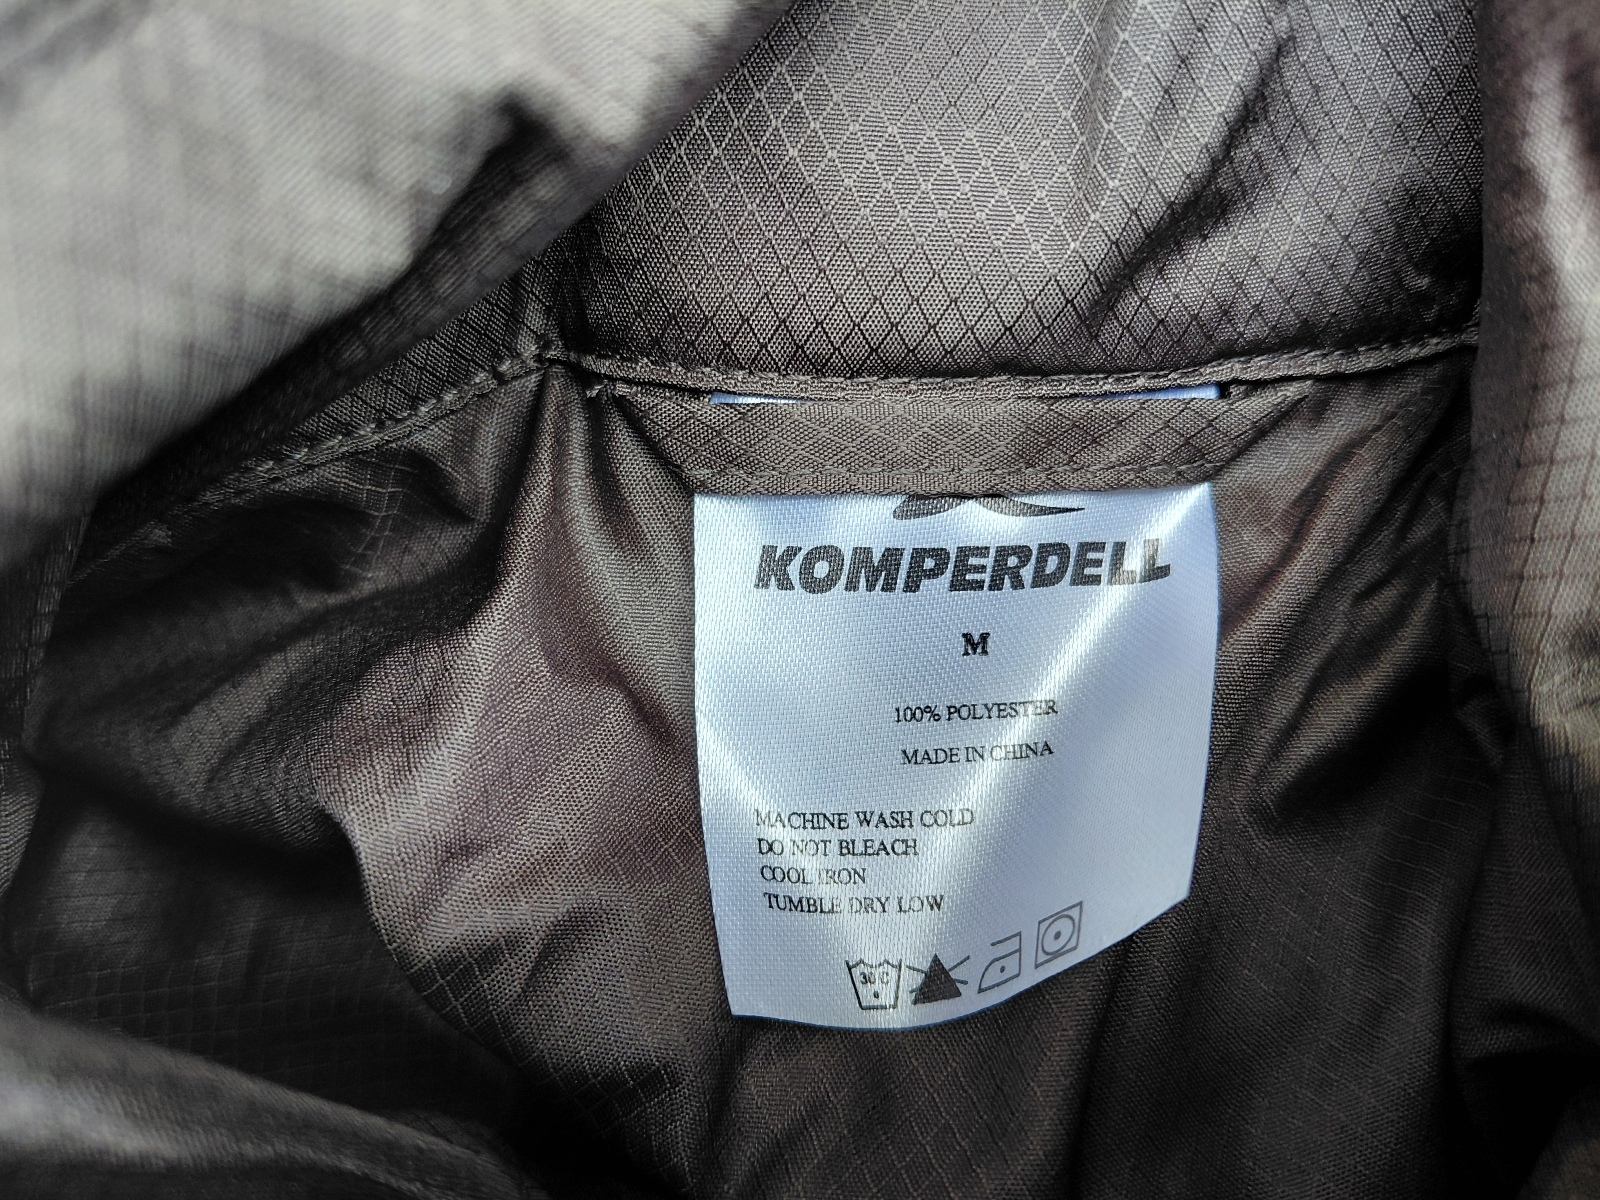 KOMPERDELL
M
100% POLYESTER
MADE IN CHINA
MACHINE WASH COLD
DO NOT BLEACH
COOL IRON
TUMBLE DRY LOW
30 C